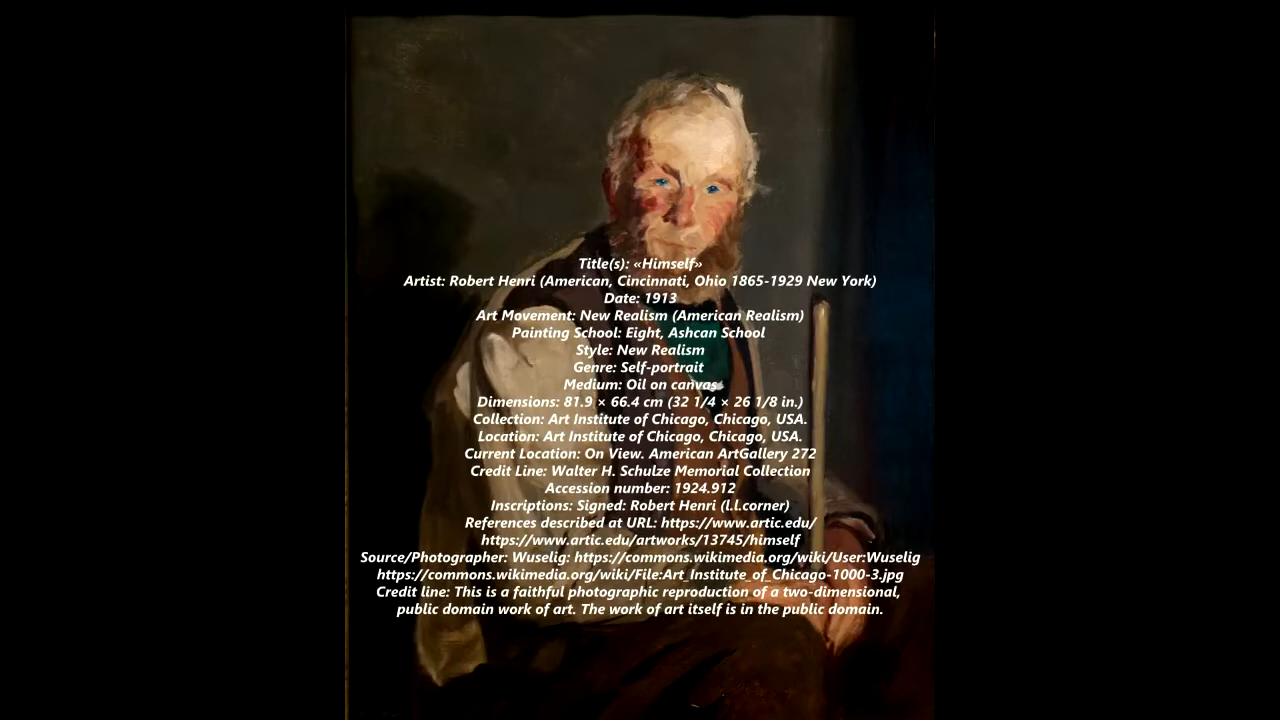 Title(s): «Himself»
Artist: Robert Henri (American, Cincinnati, Ohio 1865-1929 New York)
Date: 1913
Art Movement: New Realism (American Realism)
Painting School: Eight, Ashcan School
Style: New Realism
Genre: Self-portrait
Medium: Oil on canvas
Dimensions: 81.9 × 66.4 cm (32 1/4 × 26 1/8 in.)
Collection: Art Institute of Chicago, Chicago, USA.
Location: Art Institute of Chicago, Chicago, USA.
Current Location: On View. American ArtGallery 272
Credit Line: Walter H. Schulze Memorial Collection
Accession number: 1924.912
Inscriptions: Signed: Robert Henri (l.l.corner)
References described at URL: https://www.artic.edu/
https://www.artic.edu/artworks/13745/himself
Source/Photographer: Wuselig: https://commons.wikimedia.org/wiki/User:Wuselig
https://commons.wikimedia.org/wiki/File:Art_Institute_of_Chicago-1000-3.jpg
Credit line: This is a faithful photographic reproduction of a two-dimensional,
public domain work of art. The work of art itself is in the public domain.